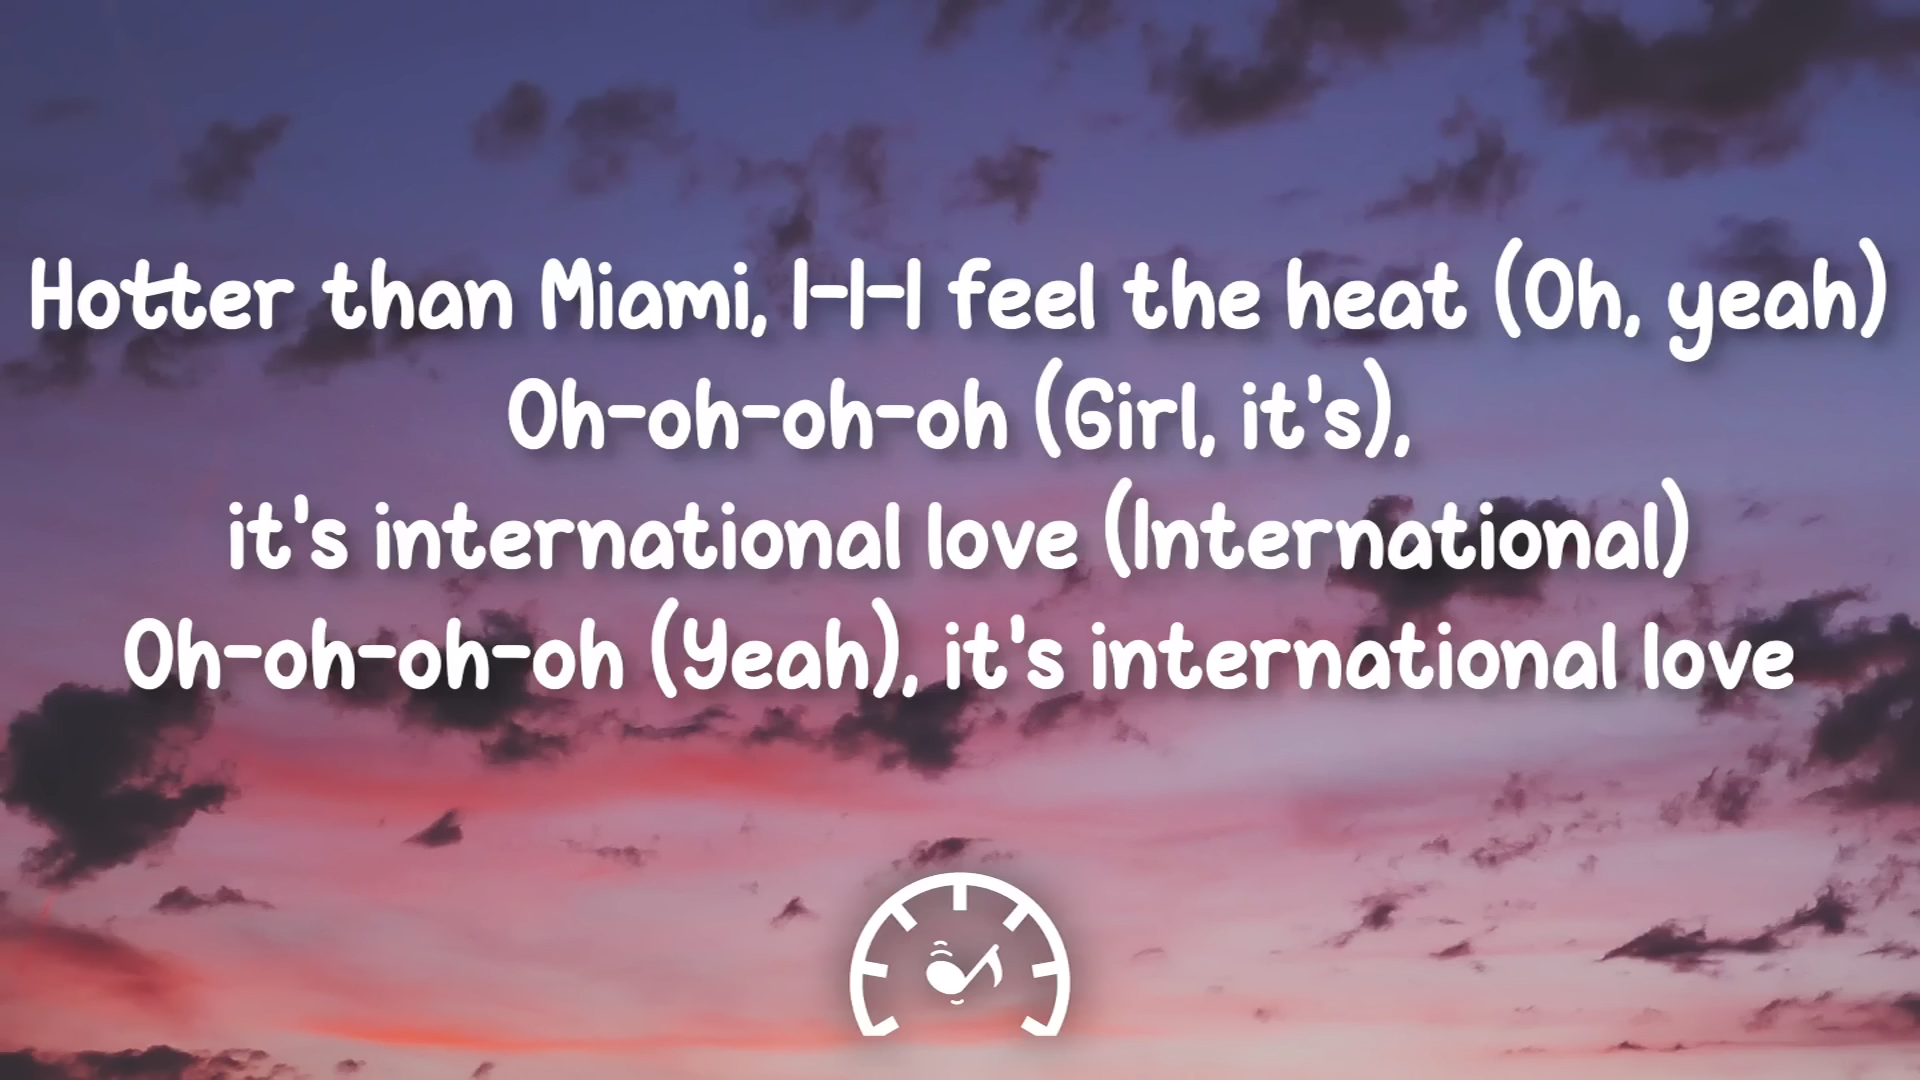 Hotter than Miami, I-I-I feel the heat (Oh, yeah)
Oh-oh-oh-oh (Girl, it's),
it's international love (International)
Oh-oh-oh-oh (Yeah), it's international love